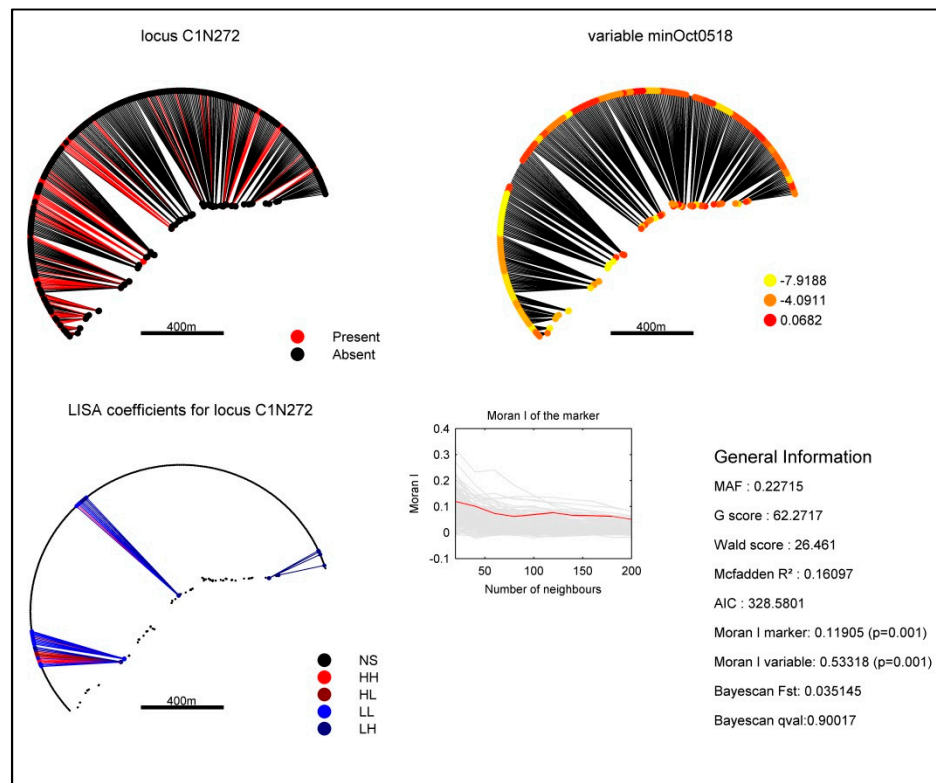 locus C1N272
variable minOct0518
400m
Present
Absent
400m
-7.9188
-4.0911
0.0682
LISA coefficients for locus C1N272
400m
NS
HH
HL
LL
LH
Moran I of the marker
Moran I
0.4
0.3
0.2
0.1
0
-0.1
50 100 150 200
Number of neighbours
General Information
MAF : 0.22715
G score : 62.2717
Wald score : 26.461
Mcfadden R² : 0.16097
AIC : 328.5801
Moran I marker: 0.11905 (p=0.001)
Moran I variable: 0.53318 (p=0.001)
Bayescan Fst: 0.035145
Bayescan qval:0.90017